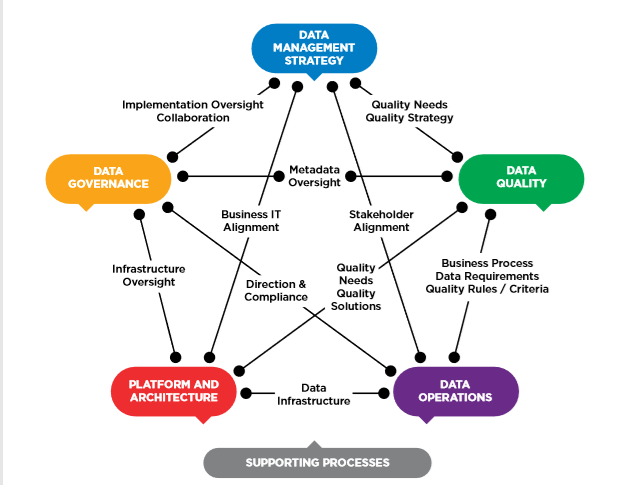 DATA
MANAGEMENT
STRATEGY
Implementation Oversight
Collaboration
Quality Needs
Quality Strategy
DATA
GOVERNANCE
Metadata
Oversight
DATA
QUALITY
Business IT
Alignment
Stakeholder
Alignment
Infrastructure
Oversight
Direction &
Compliance
Quality
Needs
Quality
Solutions
Business Process
Data Requirements
Quality Rules / Criteria
PLATFORM AND
ARCHITECTURE
Data
Infrastructure
DATA
OPERATIONS
SUPPORTING PROCESSES